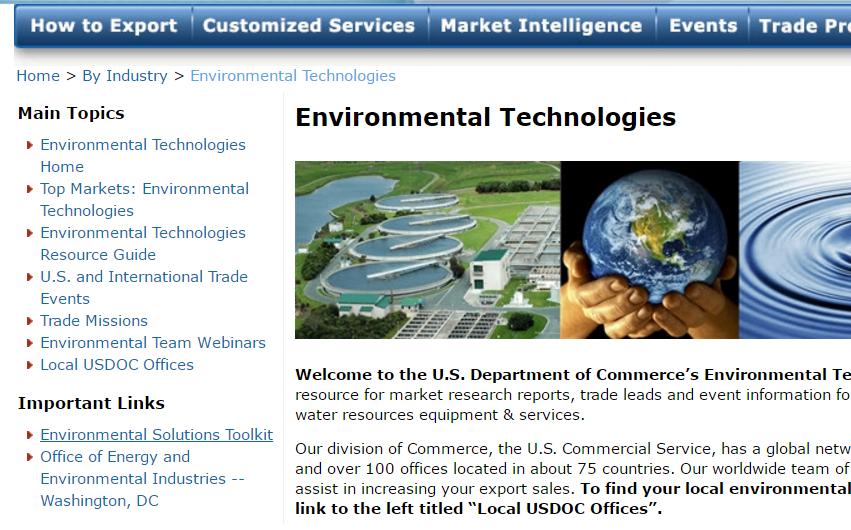 How to Export Customized Services Market Intelligence Events Trade
Home > By Industry > Environmental Technologies
Main Topics
Environmental Technologies
Home
Top Markets: Environmental
Technologies
Environmental Technologies
Resource Guide
U.S. and International Trade
Events
Trade Missions
Environmental Team Webinars
Local USDOC Offices
Important Links
Environmental Solutions Toolkit
Office of Energy and
Environmental Industries --
Washington, DC
Environmental Technologies
Welcome to the U.S. Department of Commerce’s Environmental
resource for market research reports, trade leads and event information
water resources equipment & services.
Our division of Commerce, the U.S. Commercial Service, has a global
and over 100 offices located in about 75 countries. Our worldwide team of
assist in increasing your export sales. To find your local environmental
link to the left titled “Local USDOC Offices”.